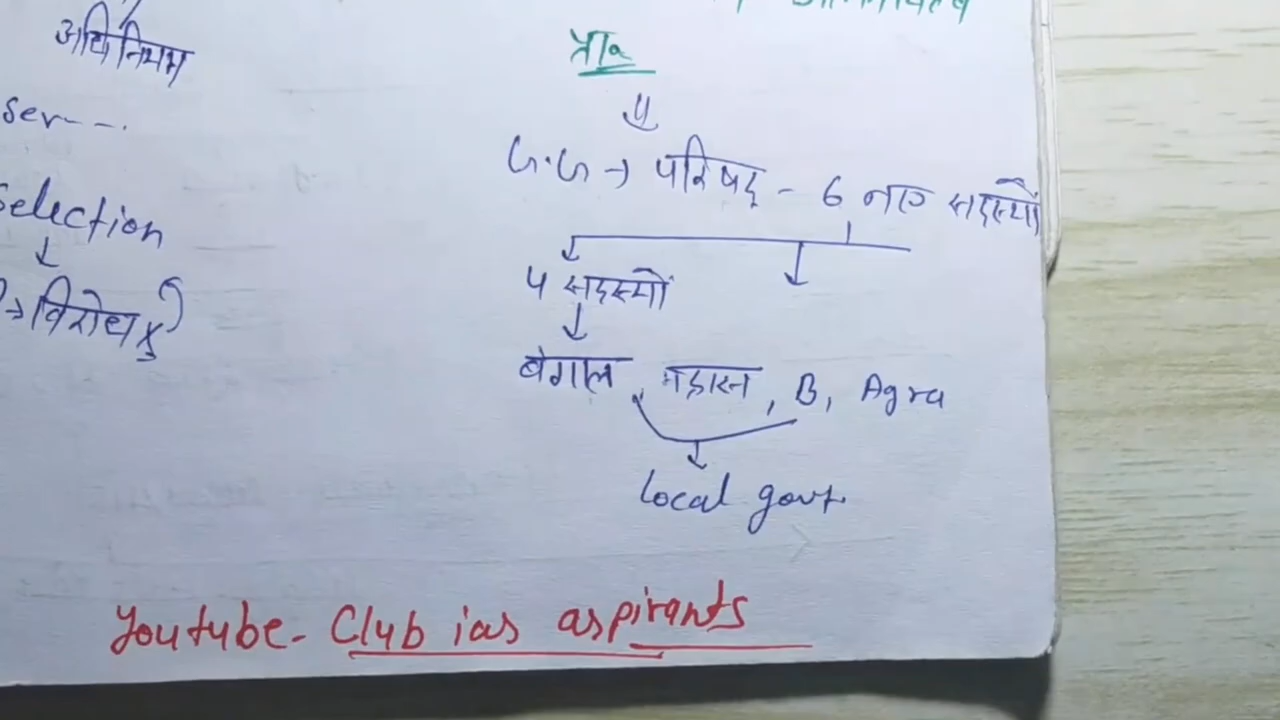 अधिनियम
ser---.
Selection
↓
→ विरोध
प्रा०
⇓
G.G → परिषद् - 6 नए सदस्यों
4 सदस्यों
↓
बंगाल, मद्रास, B, Agra
↓
local govt.
Youtube- Club ias aspirants